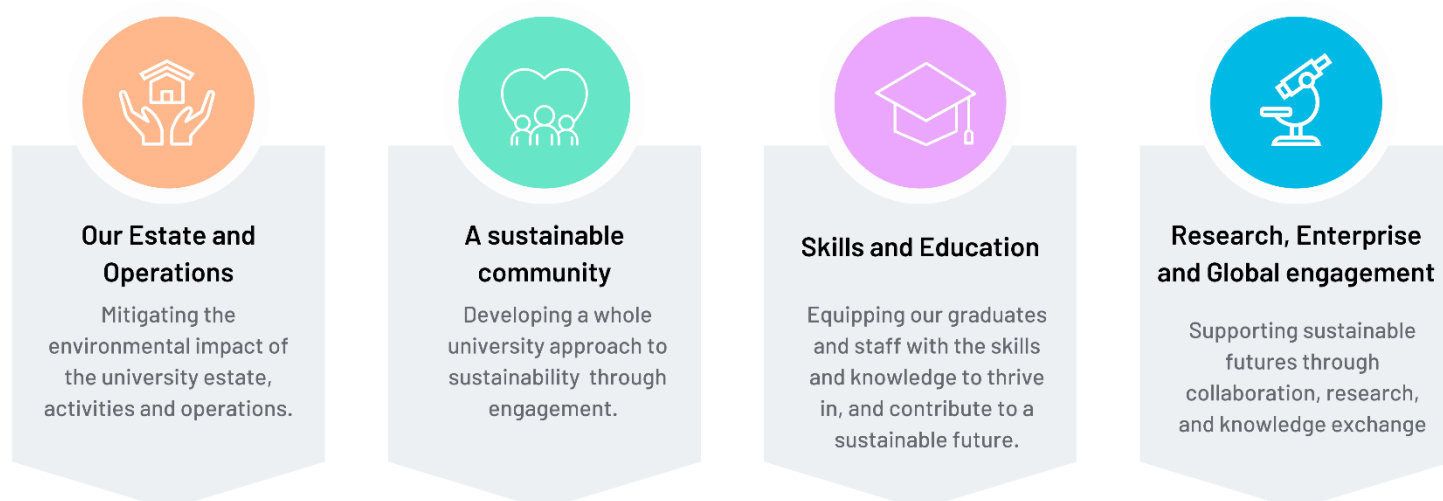 Our Estate and
Operations
Mitigating the
environmental impact of
the university estate,
activities and operations.
A sustainable
community
Developing a whole
university approach to
sustainability through
engagement.
Skills and Education
Equipping our graduates
and staff with the skills
and knowledge to thrive
in, and contribute to a
sustainable future.
Research, Enterprise
and Global engagement
Supporting sustainable
futures through
collaboration, research,
and knowledge exchange